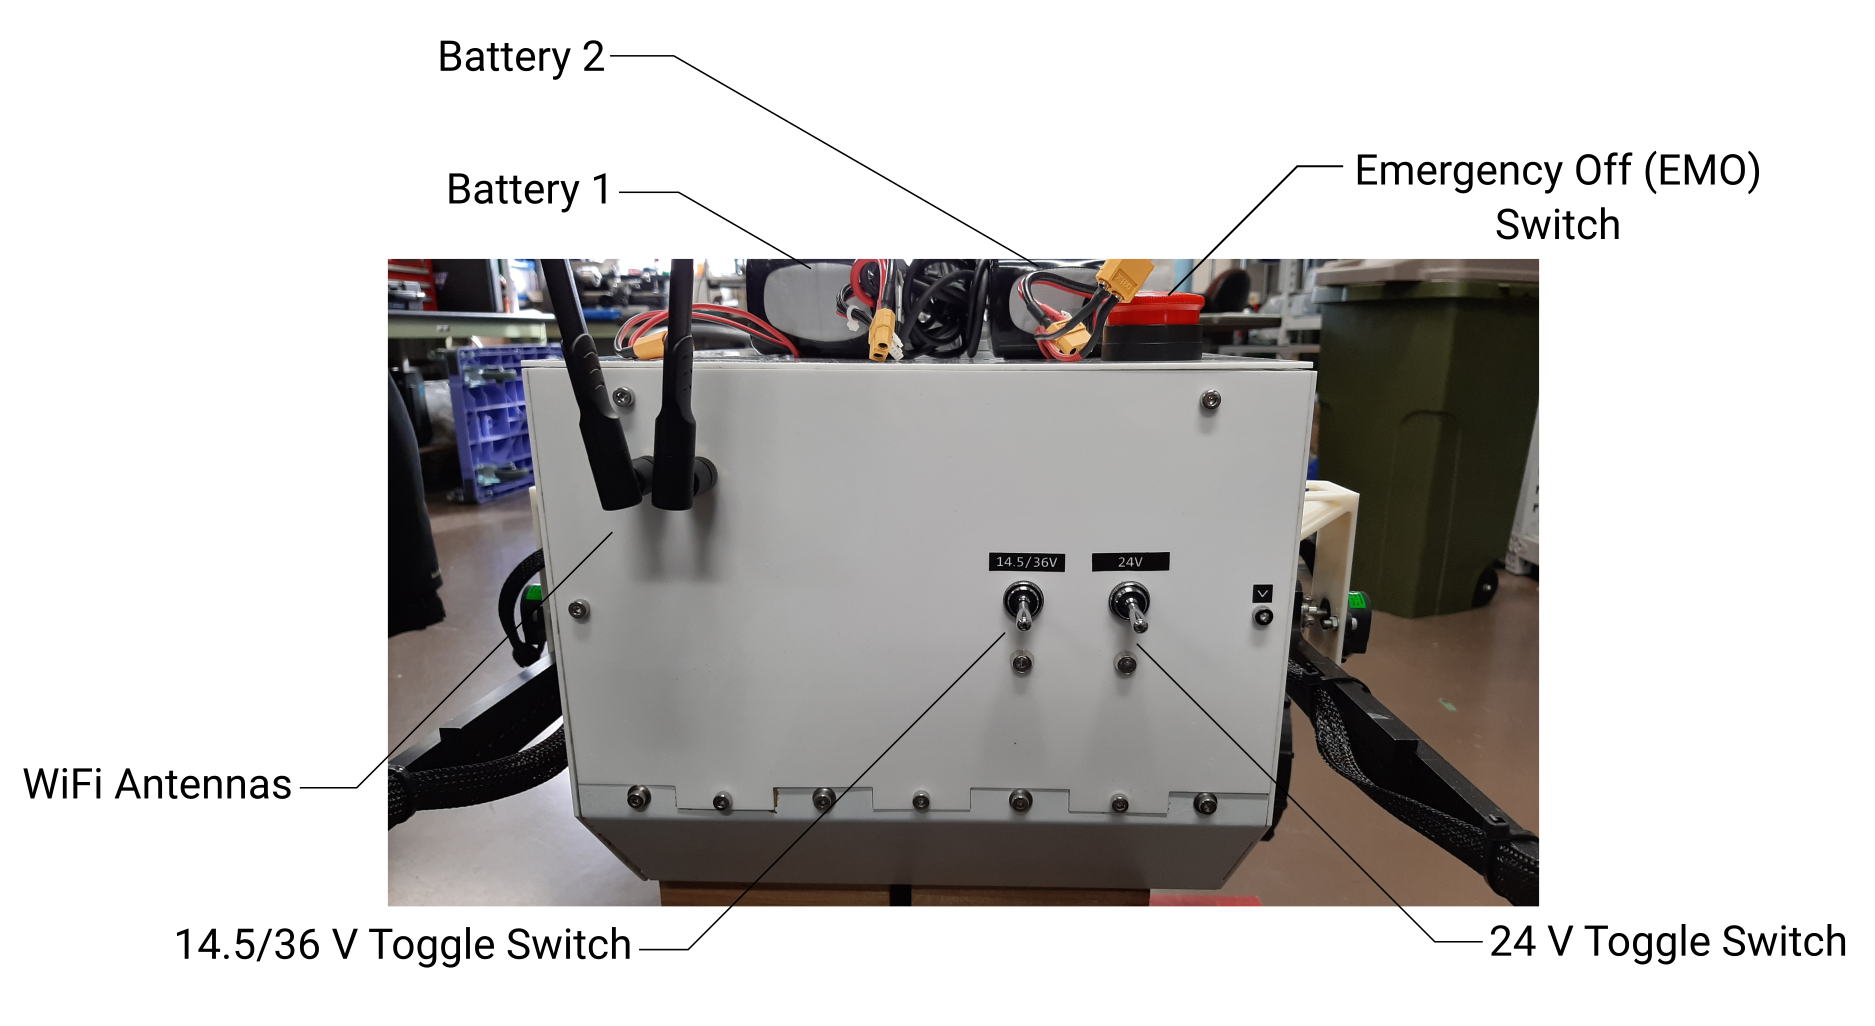 Battery 2
Battery 1
Emergency Off (EMO)
Switch
14.5/36V
24V
WiFi Antennas
14.5/36 V Toggle Switch
24 V Toggle Switch